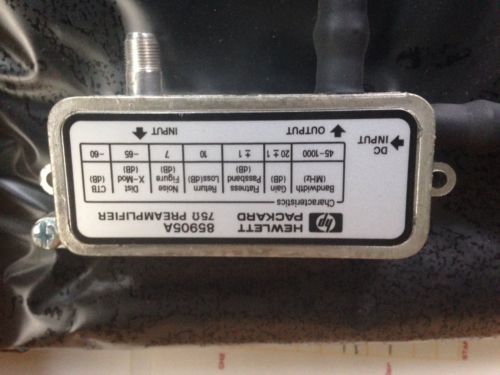 hp
HEWLETT
PACKARD
85905A
75Ω PREAMPLIFIER
Characteristics
Bandwidth (MHz) Gain (dB) Passband Flatness (dB) Return Loss(dB) Noise Figure (dB) Dist X-Mod (dB) CTB (dB)
45-1000 20 ± 1 ± 1 10 7 -65 -60
DC INPUT
OUTPUT
INPUT